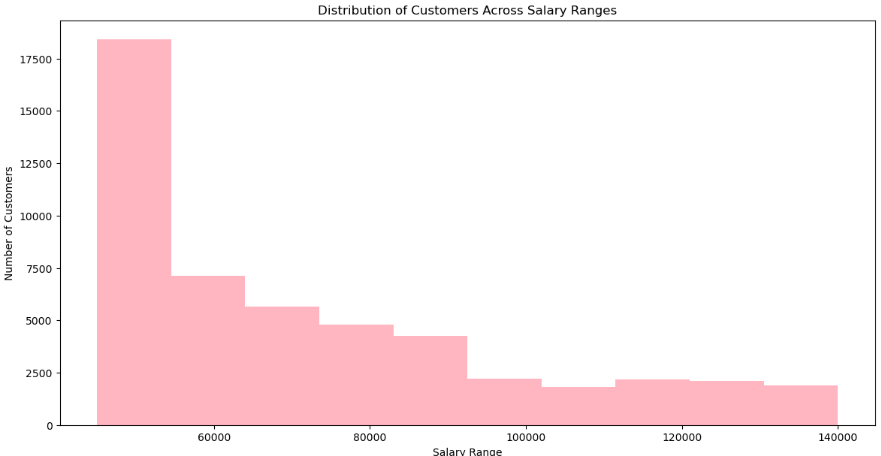 Distribution of Customers Across Salary Ranges
Number of Customers
17500
15000
12500
10000
7500
5000
2500
0
60000 80000 100000 120000 140000
Salary Range